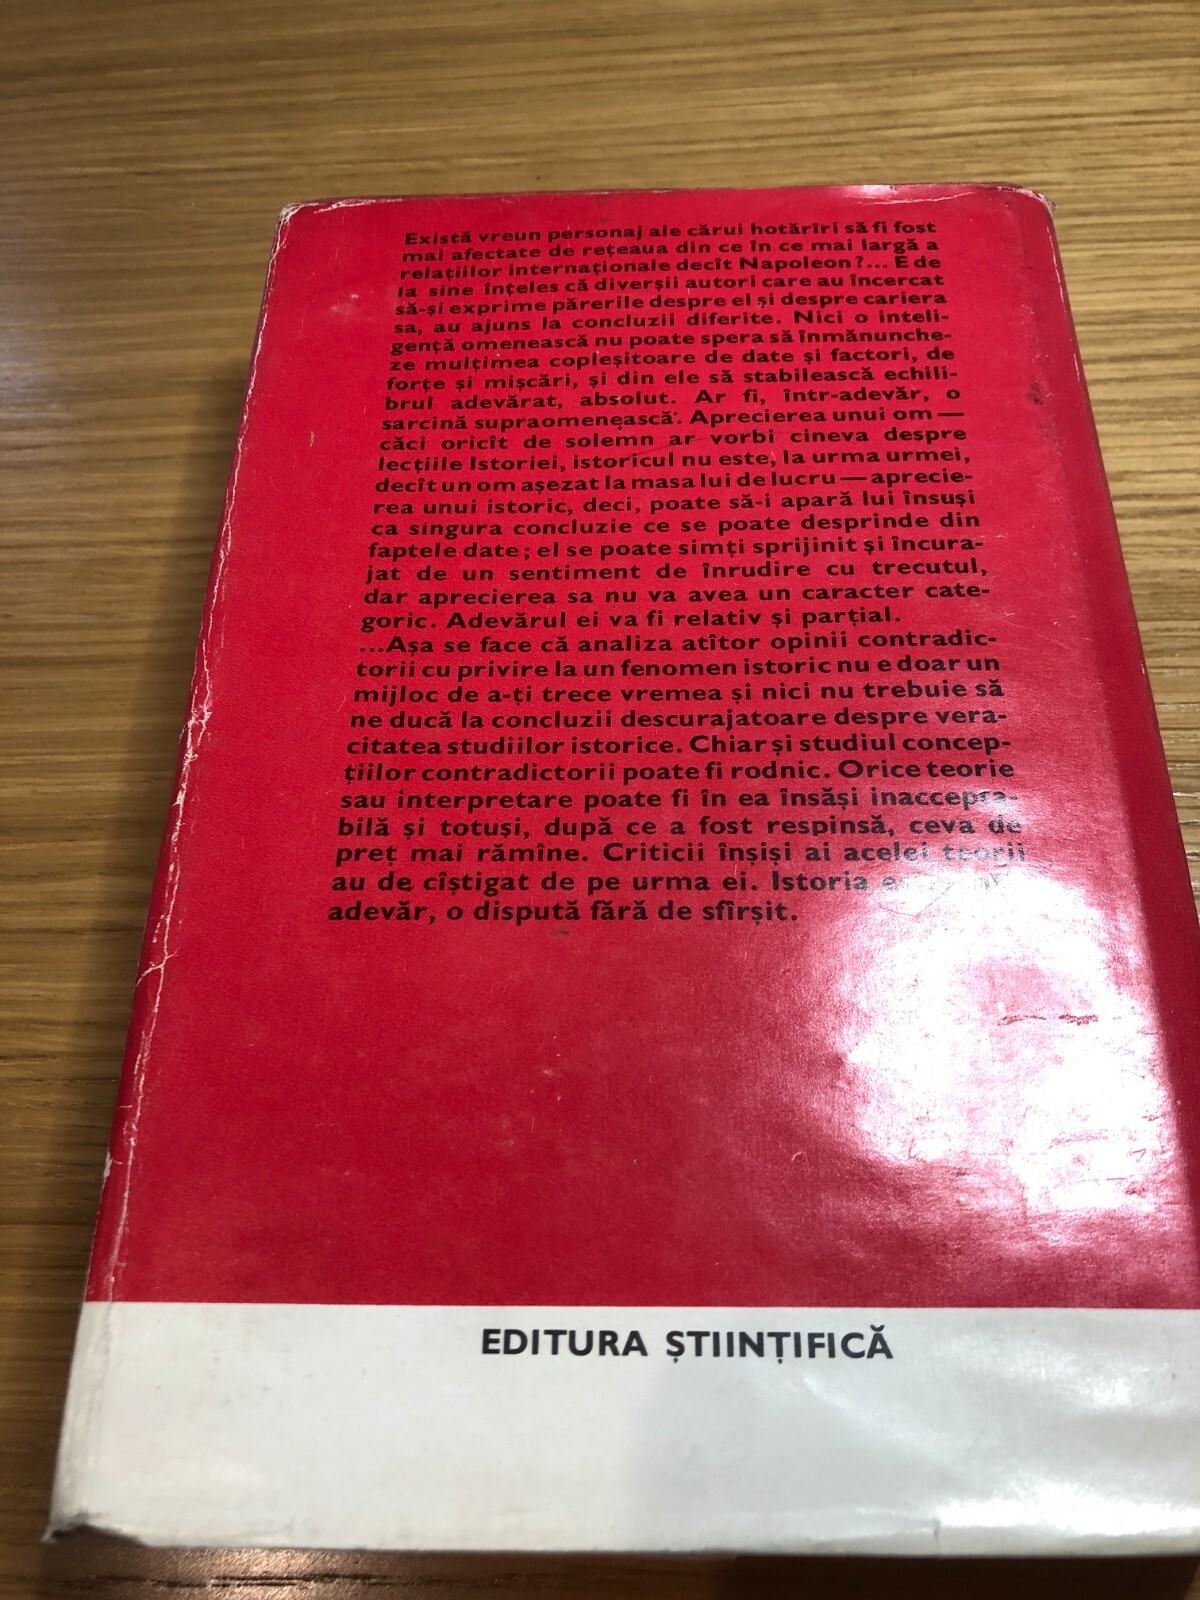 Există vreun personaj ale cărui hotărîri să fi fost
mai afectate de rețeaua din ce în ce mai largă a
relațiilor internaționale decît Napoleon?... E de
la sine înțeles că diverșii autori care au încercat
să-și exprime părerile despre el și despre cariera
sa, au ajuns la concluzii diferite. Nici o inteli-
gență omenească nu poate spera să înmănunche-
ze mulțimea copleșitoare de date și factori, de
forțe și mișcări, și din ele să stabilească echili-
brul adevărat, absolut. Ar fi, într-adevăr, o
sarcină supraomenească. Aprecierea unui om —
căci oricît de solemn ar vorbi cineva despre
lecțiile Istoriei, istoricul nu este, la urma urmei,
decît un om așezat la masa lui de lucru — aprecie-
rea unui istoric, deci, poate să-i apară lui însuși
ca singura concluzie ce se poate desprinde din
faptele date; el se poate simți sprijinit și încura-
jat de un sentiment de înrudire cu trecutul,
dar aprecierea sa nu va avea un caracter cate-
goric. Adevărul ei va fi relativ și parțial.
...Așa se face că analiza atîtor opinii contradic-
torii cu privire la un fenomen istoric nu e doar un
mijloc de a-ți trece vremea și nici nu trebuie să
ne ducă la concluzii descurajatoare despre vera-
citatea studiilor istorice. Chiar și studiul concep-
țiilor contradictorii poate fi rodnic. Orice teorie
sau interpretare poate fi în ea însăși inaccepta-
bilă și totuși, după ce a fost respinsă, ceva de
preț mai rămîne. Criticii înșiși ai acelei teorii
au de cîștigat de pe urma ei. Istoria
adevăr, o dispută fără de sfîrșit.
EDITURA ȘTIINȚIFICĂ